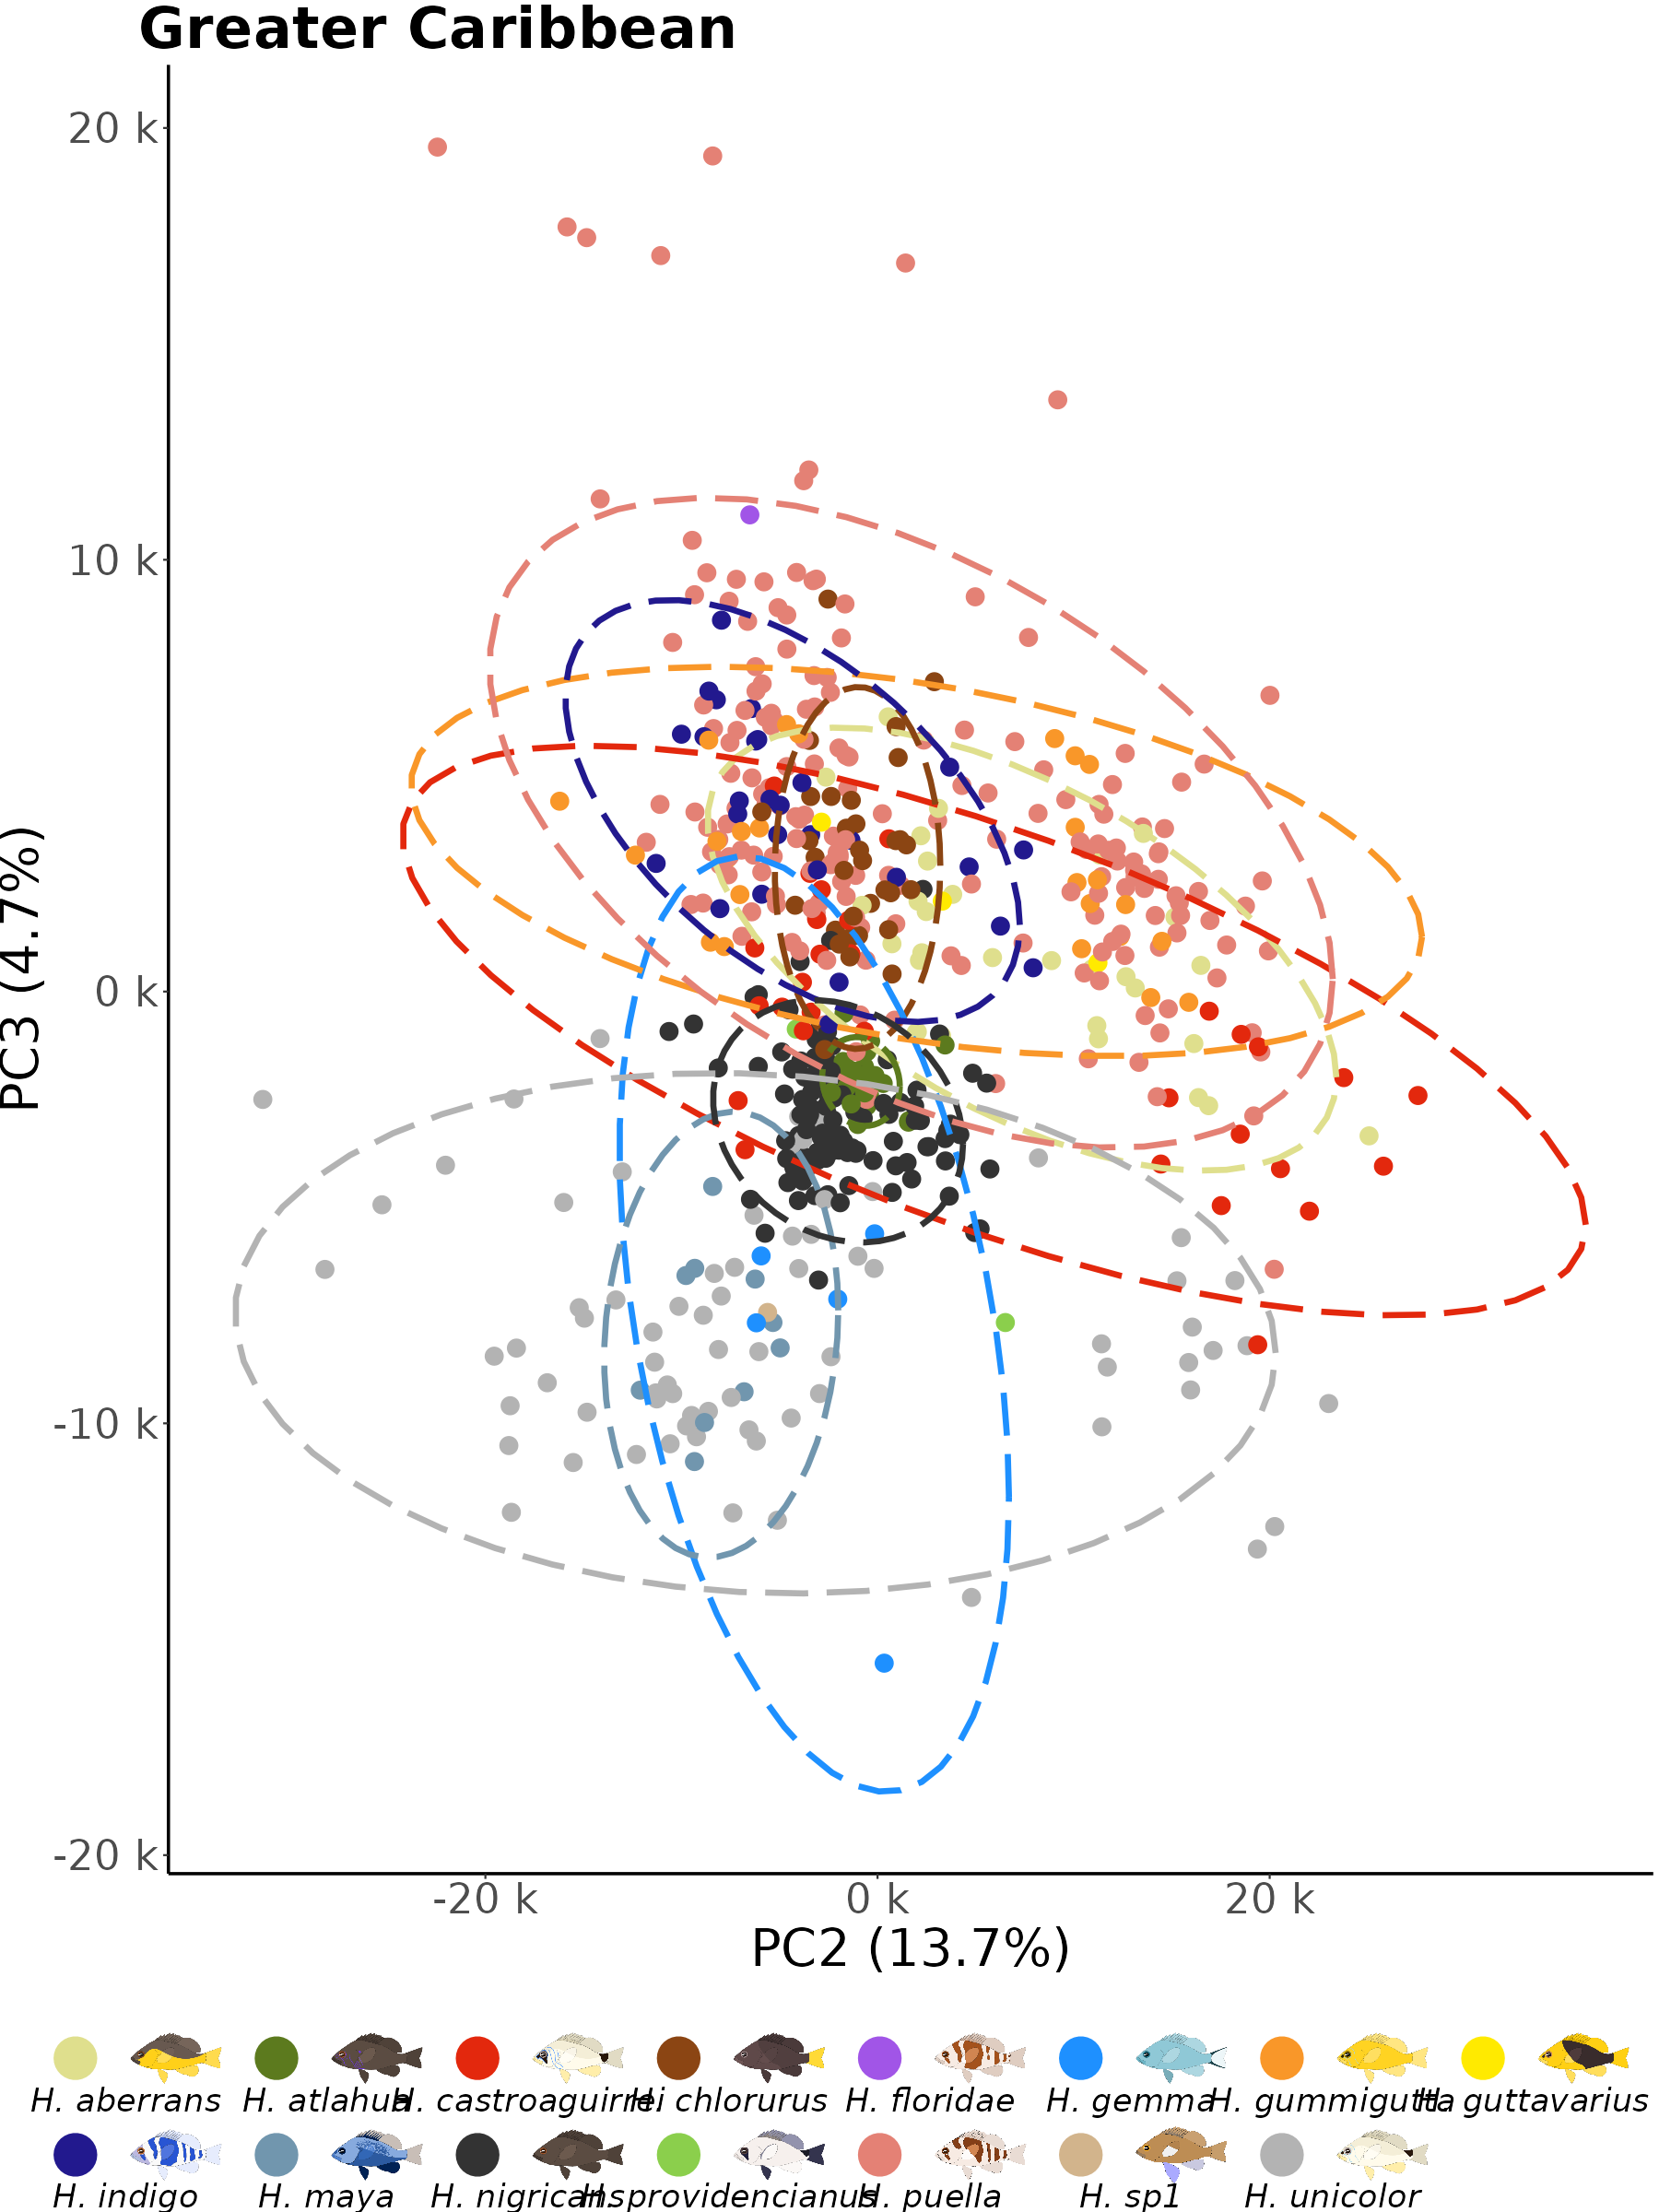 Greater Caribbean
20 k
10 k
0 k
-10 k
-20 k
PC3 (4.7%)
-20 k 0 k 20 k
PC2 (13.7%)
H. aberrans H. atlahua H. castroaguirrei H. chlorurus H. floridae H. gemma H. gummigutta H. guttavarius
H. indigo H. maya H. nigricans H. providencianus H. puella H. sp1 H. unicolor